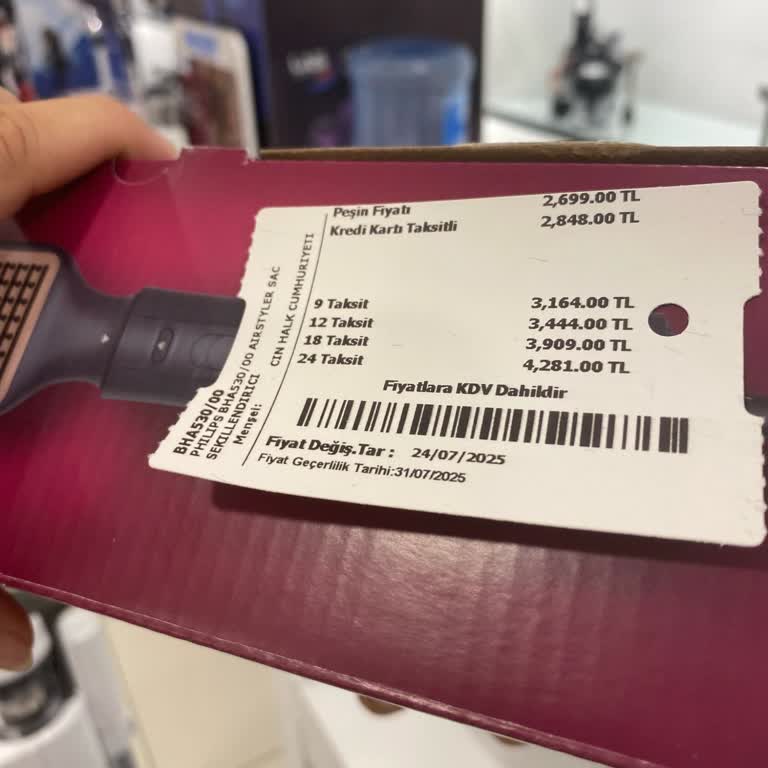 Peşin Fiyatı 2,699.00 TL
Kredi Kartı Taksitli 2,848.00 TL
9 Taksit 3,164.00 TL
12 Taksit 3,444.00 TL
18 Taksit 3,909.00 TL
24 Taksit 4,281.00 TL
Fiyatlara KDV Dahildir
Fiyat Değiş.Tar : 24/07/2025
Fiyat Geçerlilik Tarihi:31/07/2025
BHA530/00
PHILIPS BHA530/00 AIRSTYLER SAC
SEKILLENDIRICI
Menşei: CIN HALK CUMHURIYETI